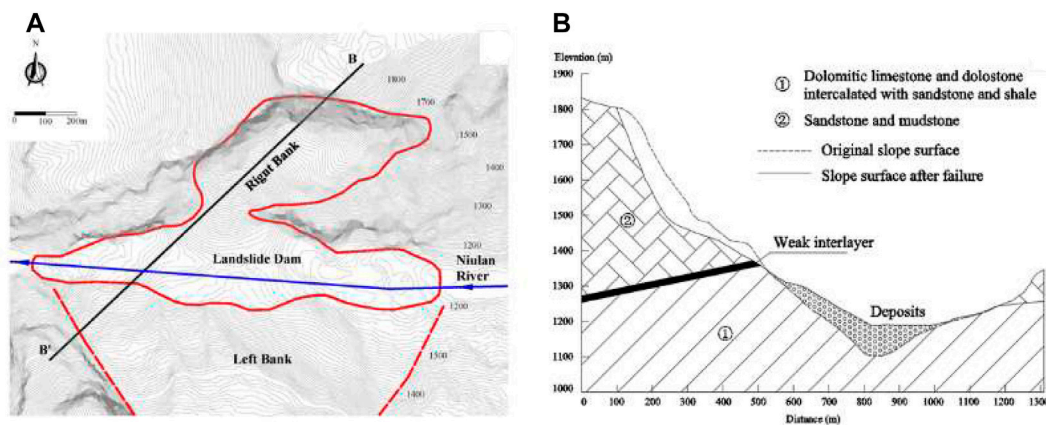 A
N
0 100 200m
B
1800
1700
1500
1400
1300
1200
Rignt Bank
Landslide Dam
Niulan
River
1200
B'
Left Bank
1300
1400
B
Elevation (m)
1900
1800
1700
1600
1500
1400
1300
1200
1100
1000
① Dolomitic limestone and dolostone
intercalated with sandstone and shale
② Sandstone and mudstone
Original slope surface
Slope surface after failure
②
Weak interlayer
Deposits
①
0 100 200 300 400 500 600 700 800 900 1000 1100 1200 1300
Distance (m)